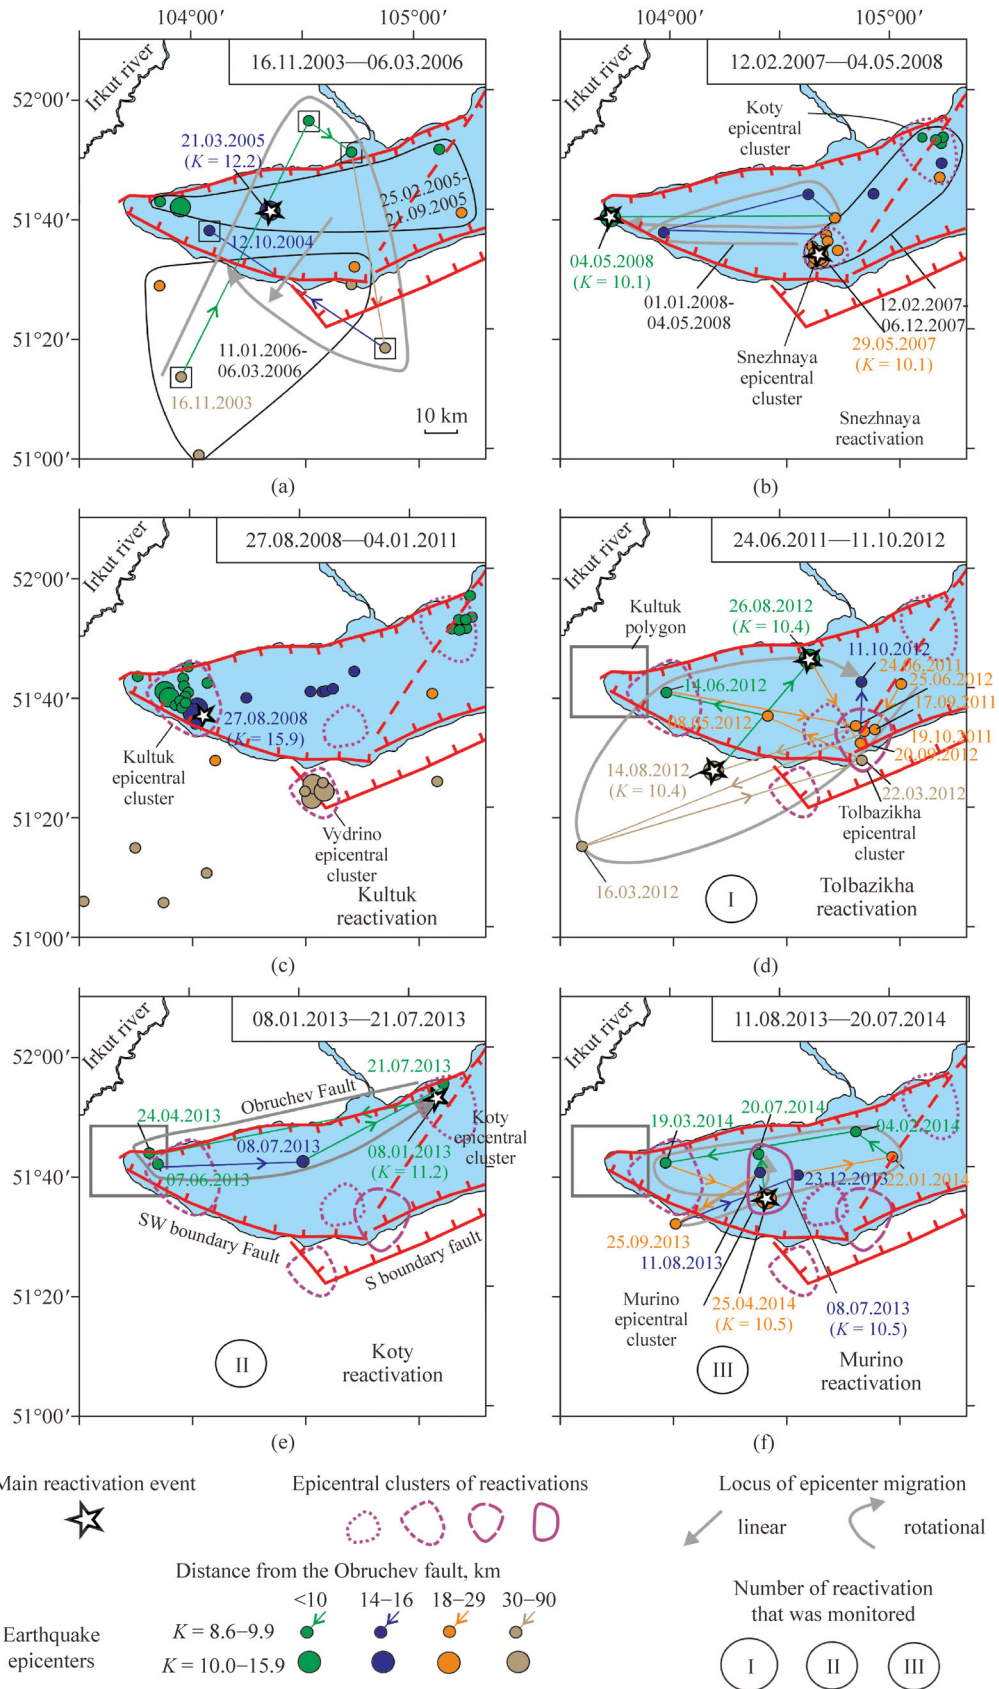 104°00′ 105°00′ 104°00′ 105°00′
Irkut river
16.11.2003—06.03.2006
52°00′
21.03.2005
(K = 12.2)
25.02.2005-
21.09.2005
51°40′
12.10.2004
51°20′
11.01.2006-
06.03.2006
16.11.2003
10 km
51°00′
(a)
Irkut river
12.02.2007—04.05.2008
Koty
epicentral
cluster
04.05.2008
(K = 10.1)
01.01.2008-
04.05.2008
12.02.2007-
06.12.2007
29.05.2007
(K = 10.1)
Snezhnaya
epicentral
cluster
Snezhnaya
reactivation
(b)
Irkut river
27.08.2008—04.01.2011
52°00′
51°40′
27.08.2008
(K = 15.9)
Kultuk
epicentral
cluster
51°20′
Vydrino
epicentral
cluster
Kultuk
reactivation
51°00′
(c)
Irkut river
24.06.2011—11.10.2012
Kultuk
polygon
26.08.2012
(K = 10.4)
11.10.2012
24.06.2011
25.06.2012
14.06.2012
17.09.2011
08.05.2012
19.10.2011
20.09.2012
14.08.2012
(K = 10.4)
22.03.2012
Tolbazikha
epicentral
cluster
16.03.2012
I
Tolbazikha
reactivation
(d)
Irkut river
08.01.2013—21.07.2013
52°00′
21.07.2013
Obruchev Fault
24.04.2013
Koty
epicentral
cluster
08.07.2013
08.01.2013
(K = 11.2)
07.06.2013
51°40′
SW boundary Fault
S boundary fault
51°20′
II
Koty
reactivation
51°00′
(e)
Irkut river
11.08.2013—20.07.2014
19.03.2014
20.07.2014
04.02.2014
23.12.2013
22.01.2014
25.09.2013
11.08.2013
Murino
epicentral
cluster
25.04.2014
(K = 10.5)
08.07.2013
(K = 10.5)
III
Murino
reactivation
(f)
Main reactivation event
Epicentral clusters of reactivations
Locus of epicenter migration
linear
rotational
Distance from the Obruchev fault, km
<10 14–16 18–29 30–90
Earthquake
epicenters
K = 8.6–9.9
K = 10.0–15.9
Number of reactivation
that was monitored
I II III